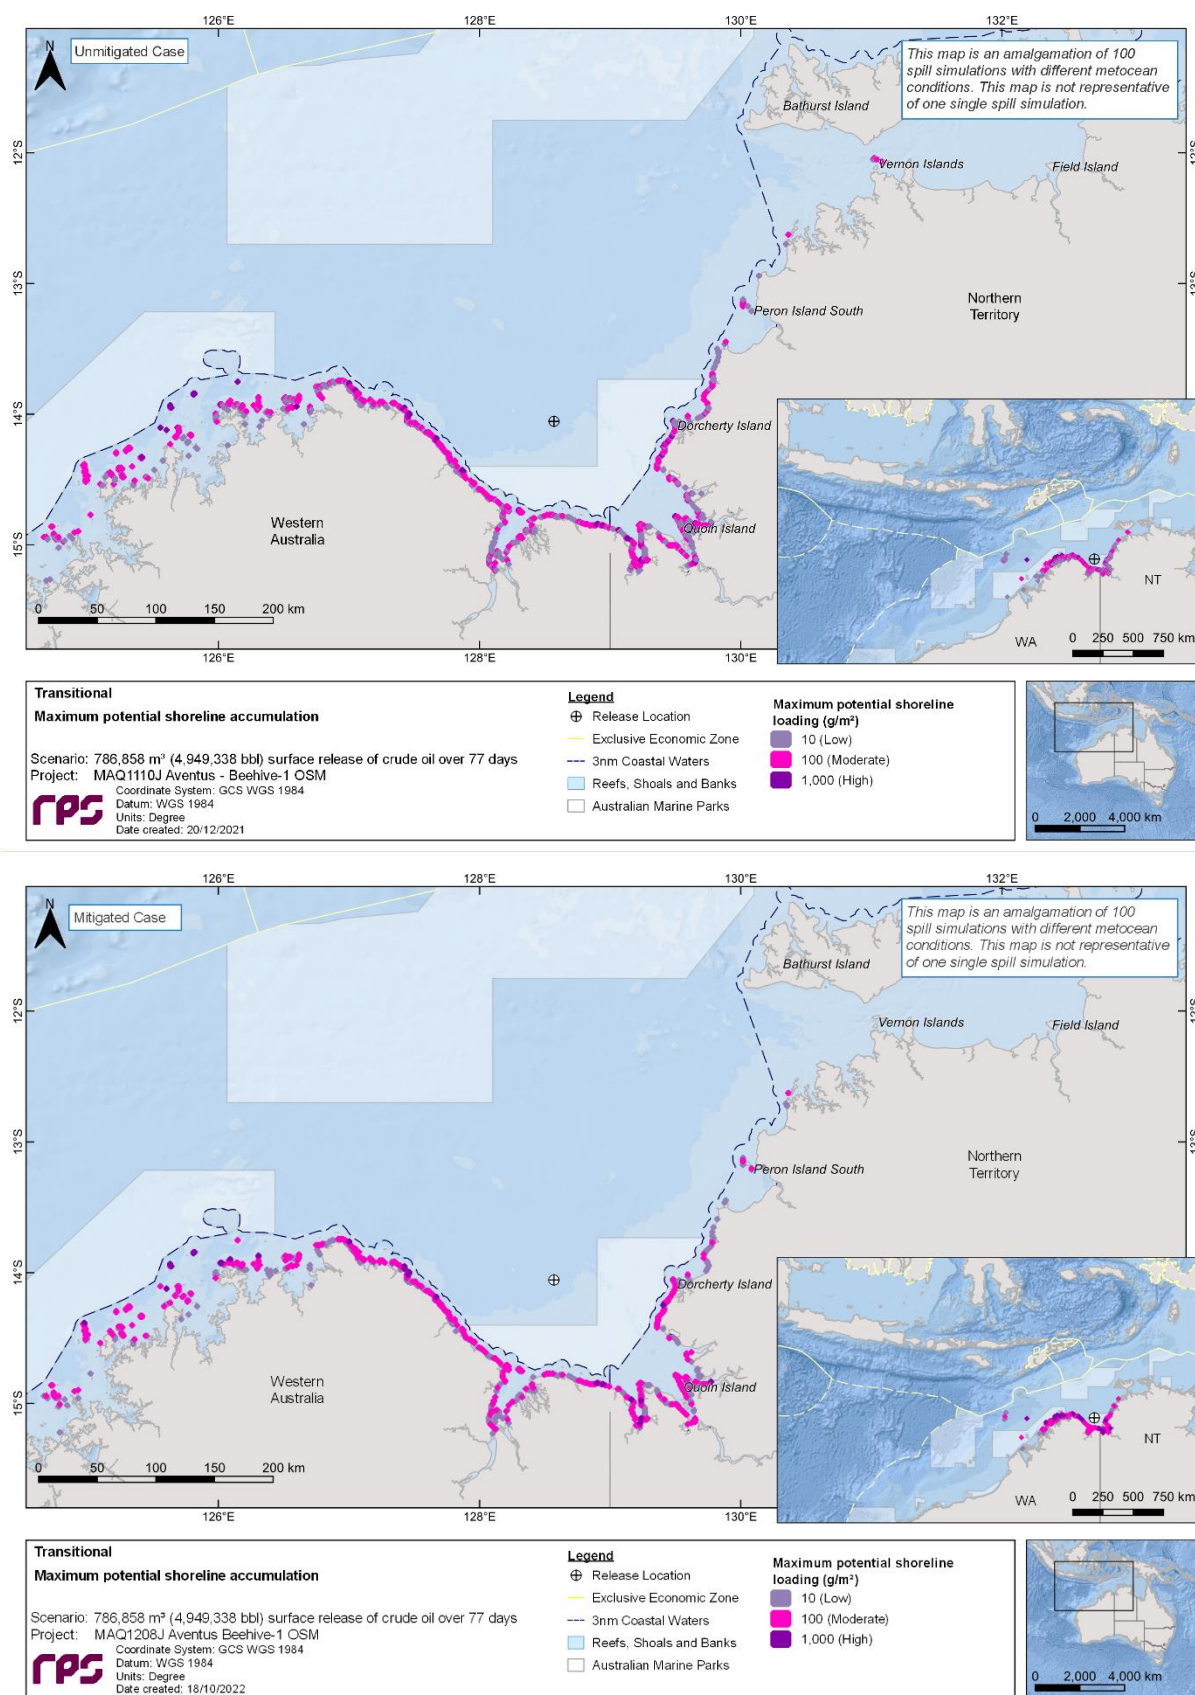 126°E
128°E
130°E
132°E
N
Unmitigated Case
This map is an amalgamation of 100
spill simulations with different metocean
conditions. This map is not representative
of one single spill simulation.
Bathurst Island
12°S
12°S
Vernon Islands
Field Island
13°S
13°S
Northern
Territory
Peron Island South
14°S
Dorcherty Island
Western
Australia
Quoin Island
15°S
NT
WA
0 50 100 150 200 km
0 250 500 750 km
126°E
128°E
130°E
Transitional
Maximum potential shoreline accumulation
Scenario: 786,858 m³ (4,949,338 bbl) surface release of crude oil over 77 days
Project: MAQ1110J Aventus - Beehive-1 OSM
rps
Coordinate System: GCS WGS 1984
Datum: WGS 1984
Units: Degree
Date created: 20/12/2021
Legend
Release Location
Exclusive Economic Zone
3nm Coastal Waters
Reefs, Shoals and Banks
Australian Marine Parks
Maximum potential shoreline
loading (g/m²)
10 (Low)
100 (Moderate)
1,000 (High)
0 2,000 4,000 km
126°E
128°E
130°E
132°E
N
Mitigated Case
This map is an amalgamation of 100
spill simulations with different metocean
conditions. This map is not representative
of one single spill simulation.
Bathurst Island
12°S
12°S
Vernon Islands
Field Island
13°S
13°S
Northern
Territory
Peron Island South
14°S
Dorcherty Island
Western
Australia
Quoin Island
15°S
NT
WA
0 50 100 150 200 km
0 250 500 750 km
126°E
128°E
130°E
Transitional
Maximum potential shoreline accumulation
Scenario: 786,858 m³ (4,949,338 bbl) surface release of crude oil over 77 days
Project: MAQ1208J Aventus Beehive-1 OSM
rps
Coordinate System: GCS WGS 1984
Datum: WGS 1984
Units: Degree
Date created: 18/10/2022
Legend
Release Location
Exclusive Economic Zone
3nm Coastal Waters
Reefs, Shoals and Banks
Australian Marine Parks
Maximum potential shoreline
loading (g/m²)
10 (Low)
100 (Moderate)
1,000 (High)
0 2,000 4,000 km